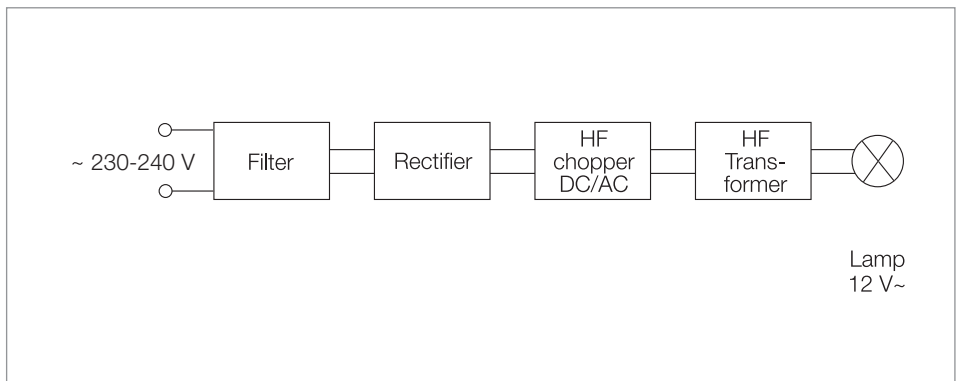 ~ 230-240 V
Filter
Rectifier
HF
chopper
DC/AC
HF
Trans-
former
Lamp
12 V~